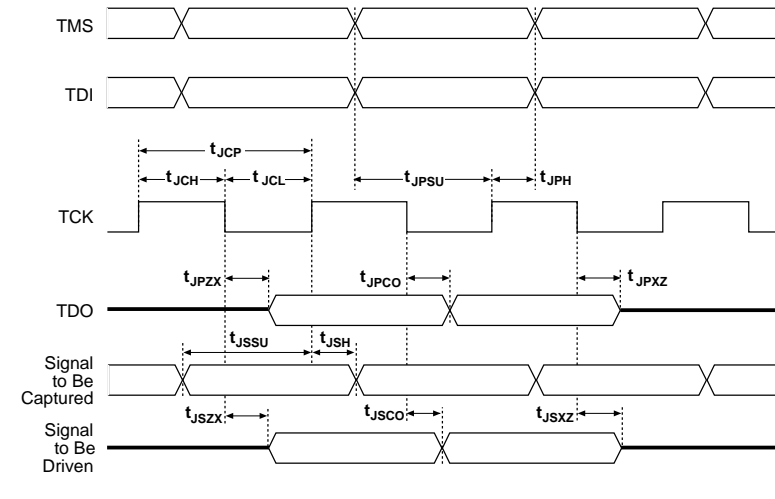 TMS
TDI
tJCP
tJCH
tJCL
tJPSU
tJPH
TCK
tJPZX
tJPCO
tJPXZ
TDO
tJSSU
tJSH
Signal
to Be
Captured
tJSZX
tJSCO
tJSXZ
Signal
to Be
Driven